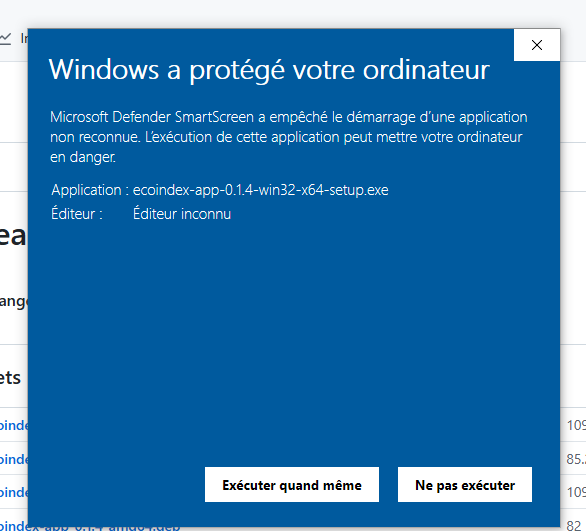 Windows a protégé votre ordinateur
Microsoft Defender SmartScreen a empêché le démarrage d’une application
non reconnue. L’exécution de cette application peut mettre votre ordinateur
en danger.
Application : ecoindex-app-0.1.4-win32-x64-setup.exe
Éditeur : Éditeur inconnu
ea
ange
ets
oinde
109
oinde
85.
oinde
109
Exécuter quand même
Ne pas exécuter
oindex-app-0.1.4-amd64.deb
82